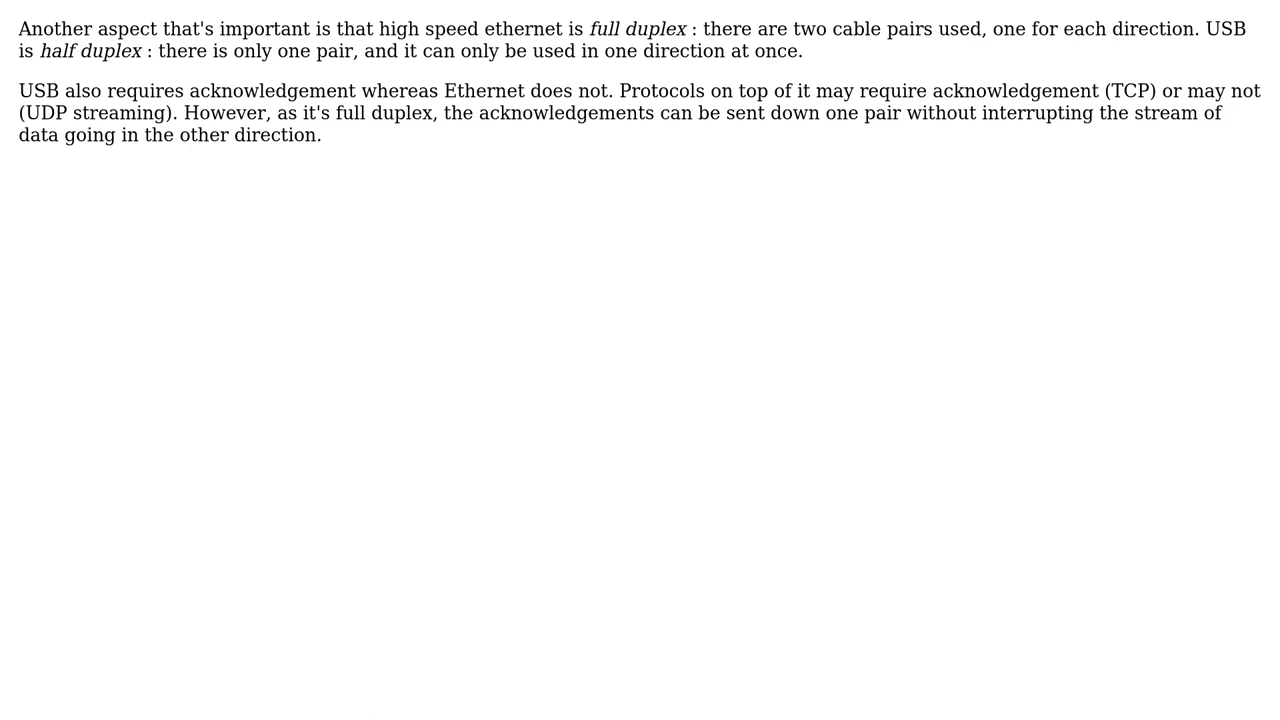 Another aspect that's important is that high speed ethernet is full duplex : there are two cable pairs used, one for each direction. USB
is half duplex : there is only one pair, and it can only be used in one direction at once.
USB also requires acknowledgement whereas Ethernet does not. Protocols on top of it may require acknowledgement (TCP) or may not
(UDP streaming). However, as it's full duplex, the acknowledgements can be sent down one pair without interrupting the stream of
data going in the other direction.